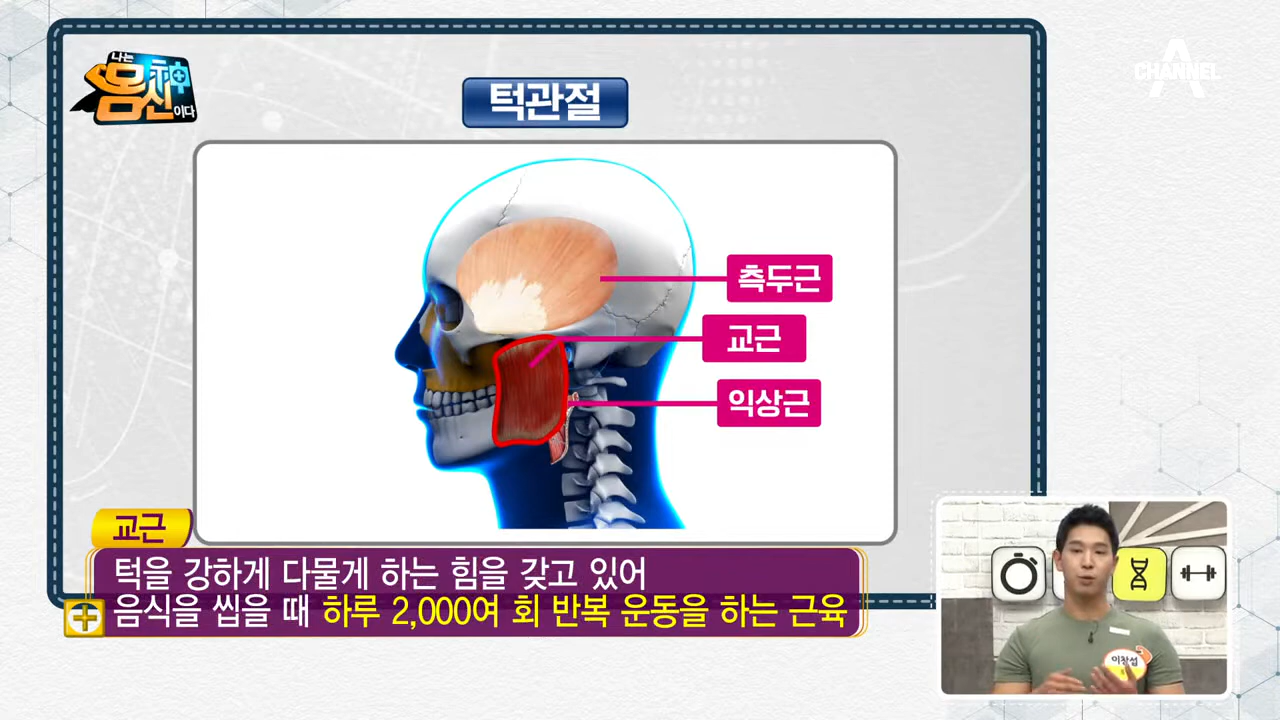 나는
몸神
신이다
A
CHANNEL
턱관절
측두근
교근
익상근
교근
턱을 강하게 다물게 하는 힘을 갖고 있어
음식을 씹을 때 하루 2,000여 회 반복 운동을 하는 근육
이창섭